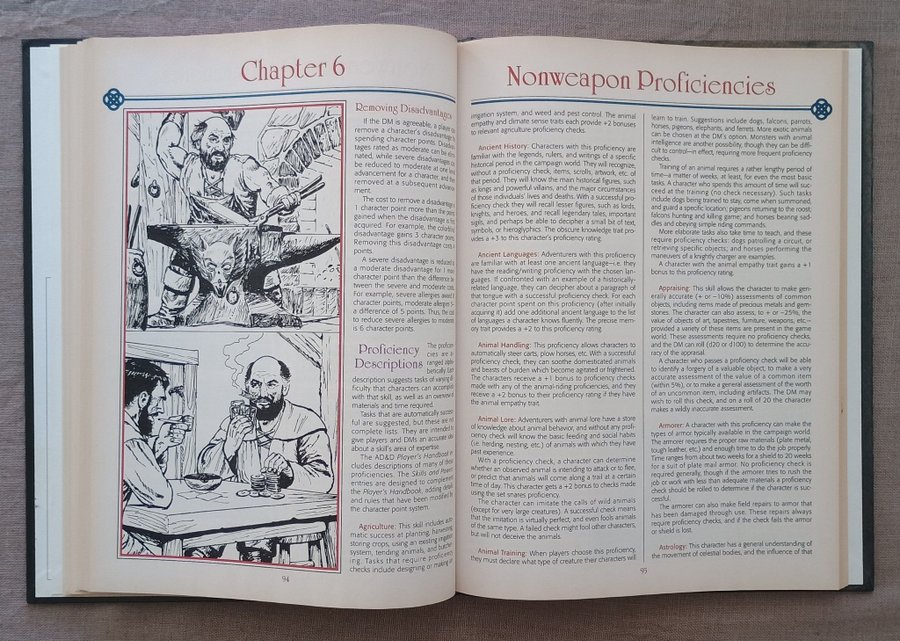 Chapter 6
Removing Disadvantages
If the DM is agreeable, a player can
remove a character's disadvantage by
spending character points. Disadvan-
tages rated as moderate can be elimi-
nated, while severe disadvantages can
be reduced to moderate at one level
advancement for a character, and then
removed at a subsequent advance-
ment.
The cost to remove a disadvantage is
1 character point more than the points
gained when the disadvantage is first
acquired. For example, the colorblind
disadvantage gains 3 character points.
Removing this disadvantage costs 4
points.
A severe disadvantage is reduced to
a moderate disadvantage for 1 more
character point than the difference be-
tween the severe and moderate costs.
For example, severe allergies award 8
character points, moderate allergies 3—
a difference of 5 points. Thus, the cost
to reduce severe allergies to moderate
is 6 character points.
Proficiency
Descriptions
The proficien-
cies are ar-
ranged alpha-
betically. Each
description suggests tasks of varying dif-
ficulty that characters can accomplish
with that skill, as well as an overview of
materials and time required.
Tasks that are automatically success-
ful are suggested, but these are not
complete lists. They are intended to
give players and DMs an accurate idea
about a skill's area of expertise.
The AD&D Player's Handbook in-
cludes descriptions of many of these
proficiencies. The Skills and Powers
entries are designed to complement
the Player's Handbook, adding details
and rules that have been modified by
the character point system.
Agriculture: This skill includes auto-
matic success at planting, harvesting,
storing crops, using an existing irrigation
system, tending animals, and butcher-
ing. Tasks that require proficiency
checks include designing or making an
94
Nonweapon Proficiencies
irrigation system, and weed and pest control. The animal
empathy and climate sense traits each provide +2 bonuses
to relevant agriculture proficiency checks.
Ancient History: Characters with this proficiency are
familiar with the legends, rulers, and writings of a specific
historical period in the campaign world. They will recognize,
without a proficiency check, items, scrolls, artwork, etc. of
that period. They will know the main historical figures, such
as kings and powerful villains, and the major circumstances
of those individuals' lives and deaths. With a successful pro-
ficiency check they will recall lesser figures, such as lords,
knights, and heroes, and recall legendary tales, important
sights, and perhaps be able to decipher a small bit of text,
symbols, or hieroglyphics. The obscure knowledge trait pro-
vides a +3 to this character's proficiency rating.
Ancient Languages: Adventurers with this proficiency
are familiar with at least one ancient language—i.e. they
have the reading/writing proficiency with the chosen lan-
guage. If confronted with an example of a historically-
related language, they can decipher about a paragraph of
that tongue with a successful proficiency check. For each
character point spent on this proficiency (after initially
acquiring it) add one additional ancient language to the list
of languages a character knows fluently. The precise mem-
ory trait provides a +2 to this proficiency rating
Animal Handling: This proficiency allows characters to
automatically steer carts, plow horses, etc. With a successful
proficiency check, they can soothe domesticated animals
and beasts of burden which become agitated or frightened.
The characters receive a +1 bonus to proficiency checks
made with any of the animal-riding proficiencies, and they
receive a +2 bonus to their proficiency rating if they have
the animal empathy trait.
Animal Lore: Adventurers with animal lore have a store
of knowledge about animal behavior, and without any profi-
ciency check will know the basic feeding and social habits
(i.e. herding, nesting, etc.) of animals with which they have
past experience.
With a proficiency check, a character can determine
whether an observed animal is intending to attack or to flee,
or predict that animals will come along a trail at a certain
time of day. This character gets a +2 bonus to checks made
using the set snares proficiency.
The character can imitate the calls of wild animals
(except for very large creatures). A successful check means
that the imitation is virtually perfect, and even fools animals
of the same type. A failed check might fool other characters,
but will not deceive the animals.
Animal Training: When players choose this proficiency,
they must declare what type of creature their characters will
learn to train. Suggestions include dogs, falcons, parrots,
horses, pigeons, elephants, and ferrets. More exotic animals
can be chosen at the DM's option. Monsters with animal
intelligence are another possibility, though they can be diffi-
cult to control—in effect, requiring more frequent proficiency
checks.
Training of an animal requires a rather lengthy period of
time—a matter of weeks, at least, for even the most basic
tasks. A character who spends this amount of time will suc-
ceed at the training (no check necessary). Such tasks
include dogs being trained to stay, come when summoned,
and guard a specific location; pigeons returning to the roost;
falcons hunting and killing game; and horses bearing sad-
dles and obeying simple riding commands.
More elaborate tasks also take time to teach, and these
require proficiency checks: dogs patrolling a circuit, or
retrieving specific objects; and horses performing the
maneuvers of a knightly charger are examples.
A character with the animal empathy trait gains a +1
bonus to this proficiency rating.
Appraising: This skill allows the character to make gen-
erally accurate (+ or –10%) assessments of common
objects, including items made of precious metals and gem-
stones. The character can also assess, to + or –25%, the
value of objects of art, tapestries, furniture, weapons, etc.—
provided a variety of these items are present in the game
world. These assessments require no proficiency checks,
and the DM can roll (d20 or d100) to determine the accu-
racy of the appraisal.
A character who passes a proficiency check will be able
to identify a forgery of a valuable object, to make a very
accurate assessment of the value of a common item
(within 5%), or to make a general assessment of the worth
of an uncommon item, including artifacts. The DM may
wish to roll this check, and on a roll of 20 the character
makes a wildly inaccurate assessment.
Armorer: A character with this proficiency can make the
types of armor typically available in the campaign world.
The armorer requires the proper raw materials (plate metal,
tough leather, etc.) and enough time to do the job properly.
Time ranges from about two weeks for a shield to 20 weeks
for a suit of plate mail armor. No proficiency check is
required generally, though if the armorer tries to rush the
job or work with less than adequate materials a proficiency
check should be rolled to determine if the character is suc-
cessful.
The armorer can also make field repairs to armor that
has been damaged through use. These repairs always
require proficiency checks, and if the check fails the armor
or shield is lost.
Astrology: This character has a general understanding of
the movement of celestial bodies, and the influence of that
95